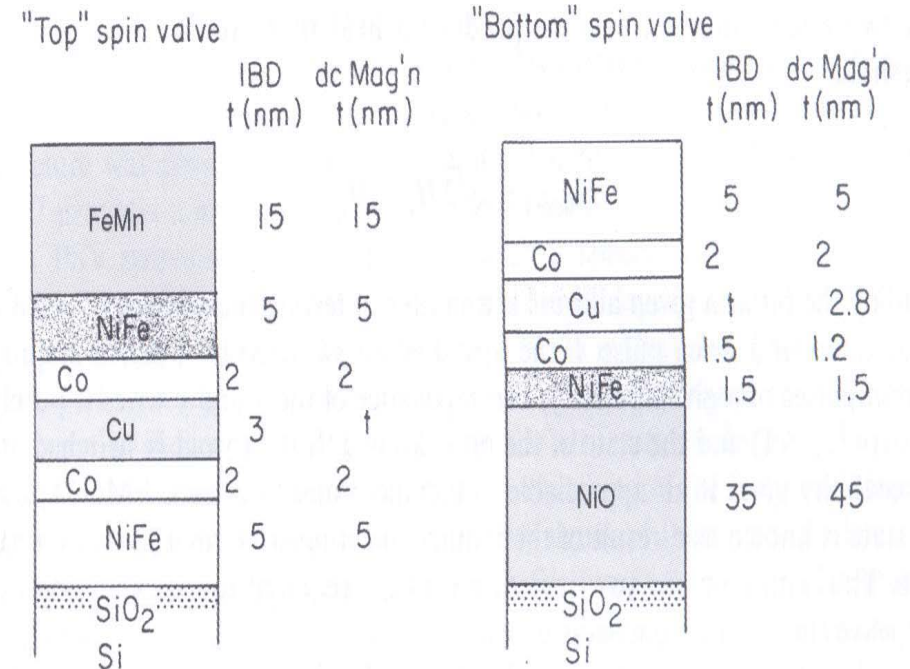 "Top" spin valve
IBD dc Mag'n
t(nm) t(nm)
FeMn 15 15
NiFe 5 5
Co 2 2
Cu 3 t
Co 2 2
NiFe 5 5
SiO2
Si
"Bottom" spin valve
IBD dc Mag'n
t(nm) t(nm)
NiFe 5 5
Co 2 2
Cu t 2.8
Co 1.5 1.2
NiFe 1.5 1.5
NiO 35 45
SiO2
Si